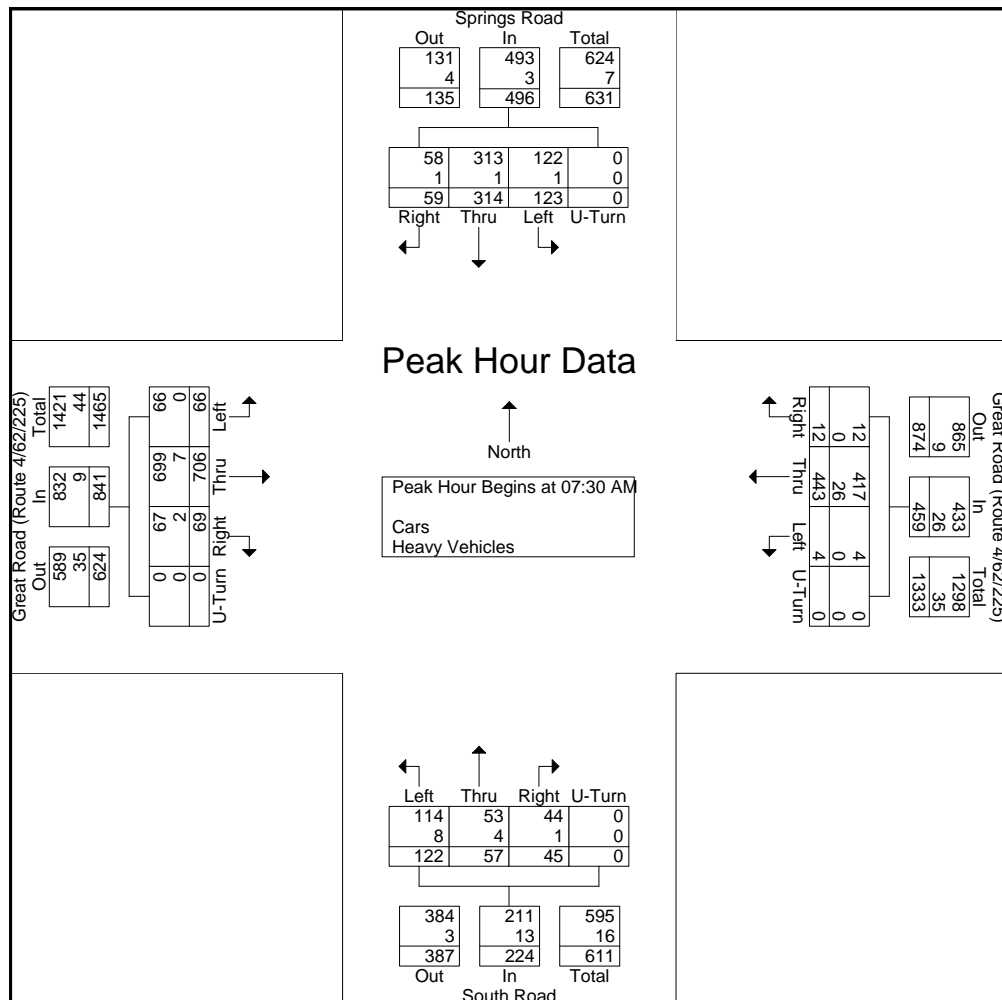 Springs Road
Out In Total
131 493 624
4 3 7
135 496 631
58 313 122 0
1 1 1 0
59 314 123 0
Right Thru Left U-Turn
Peak Hour Data
North
Peak Hour Begins at 07:30 AM
Cars
Heavy Vehicles
Great Road (Route 4/62/225)
Out In Total
589 832 1421
35 9 44
624 841 1465
0 67 699 66
0 2 7 0
0 69 706 66
U-Turn Right Thru Left
Great Road (Route 4/62/225)
Out In Total
865 433 1298
9 26 35
874 459 1333
12 417 4 0
0 26 0 0
12 443 4 0
Right Thru Left U-Turn
Left Thru Right U-Turn
114 53 44 0
8 4 1 0
122 57 45 0
384 211 595
3 13 16
387 224 611
Out In Total
South Road